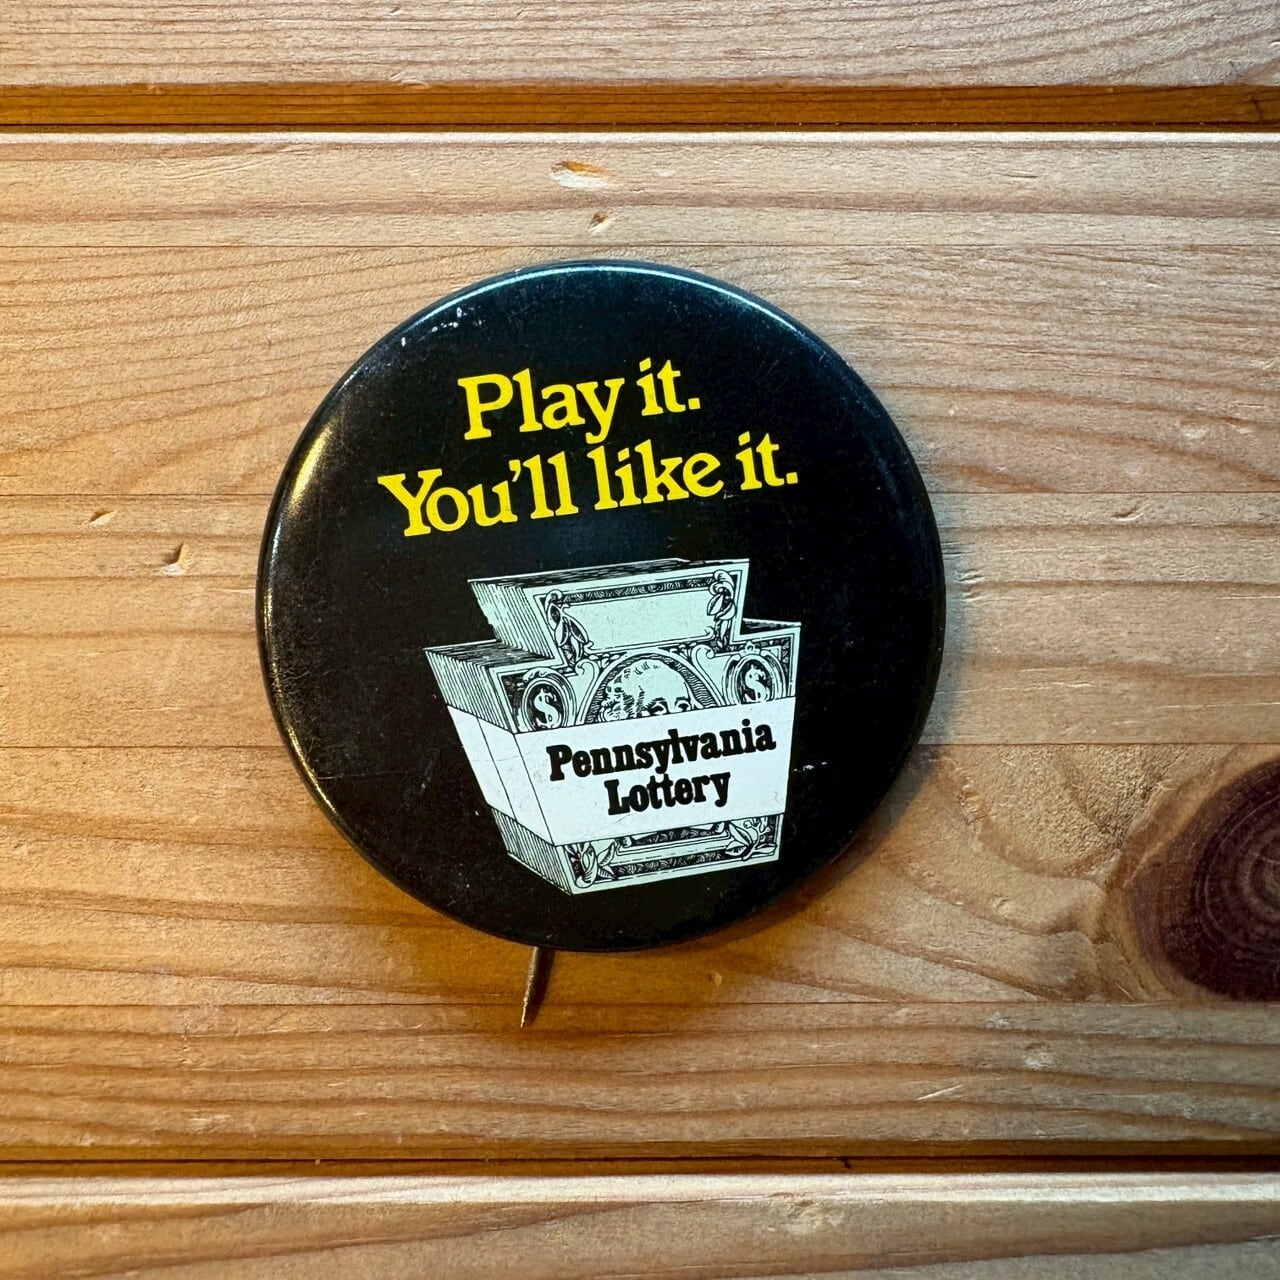 Play it.
You'll like it.
$ $
Pennsylvania
Lottery